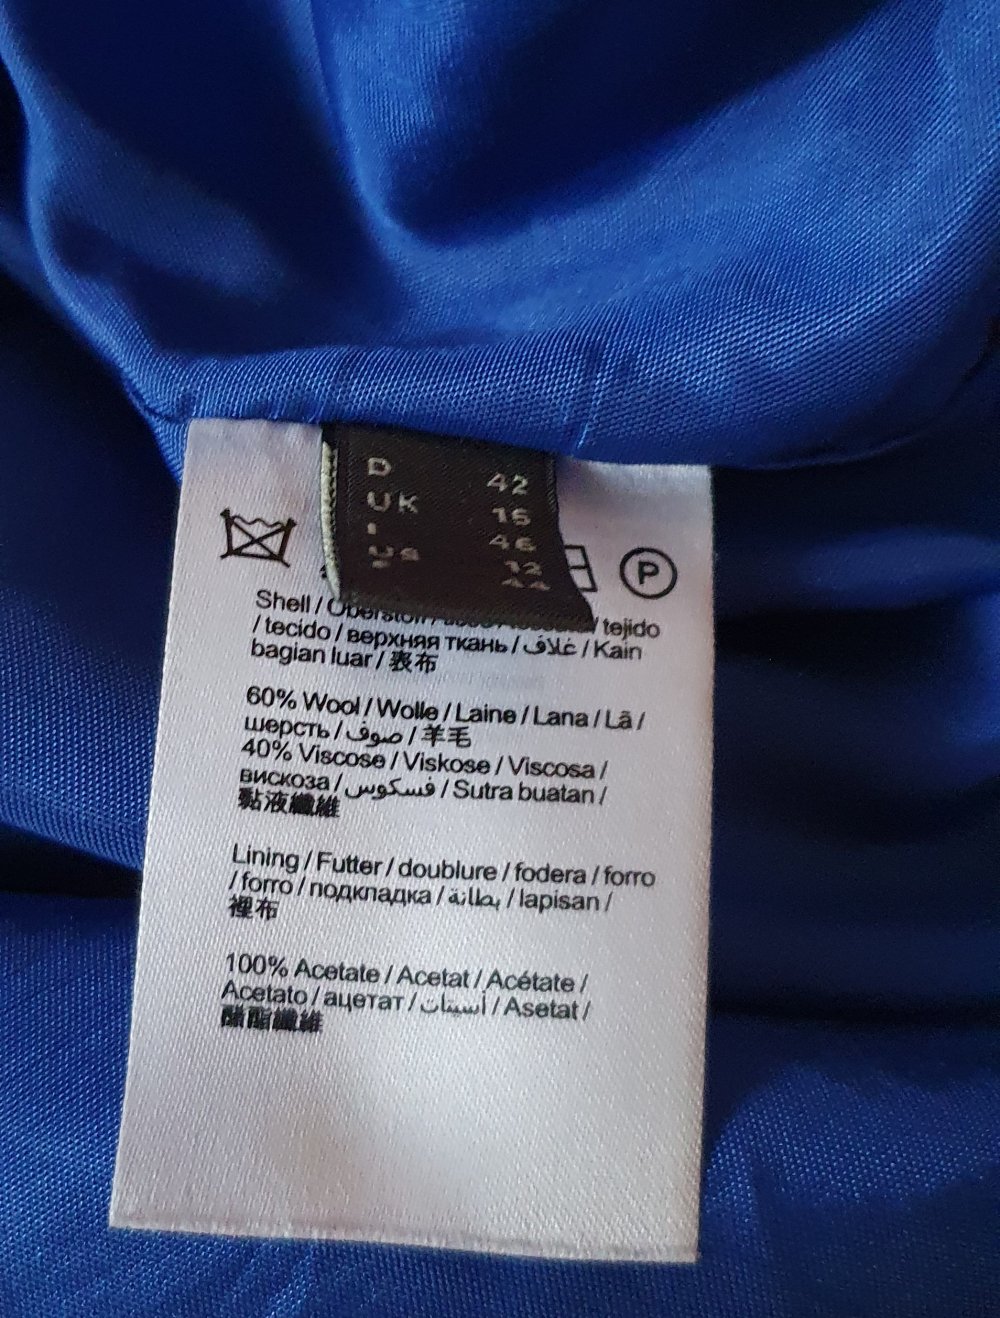 D 42
UK 16
I 46
US 12
44
P
Shell / Oberstoff / tejido
/ tecido / верхняя ткань / غلاف / Kain
bagian luar / 表布
60% Wool / Wolle / Laine / Lana / Lã /
шерсть / صوف / 羊毛
40% Viscose / Viskose / Viscosa /
вискоза / فسكوس / Sutra buatan /
黏液纖維
Lining / Futter / doublure / fodera / forro
/ forro / подкладка / بطانة / lapisan /
裡布
100% Acetate / Acetat / Acétate /
Acetato / ацетат / أسيتات / Asetat /
醋酯纖維